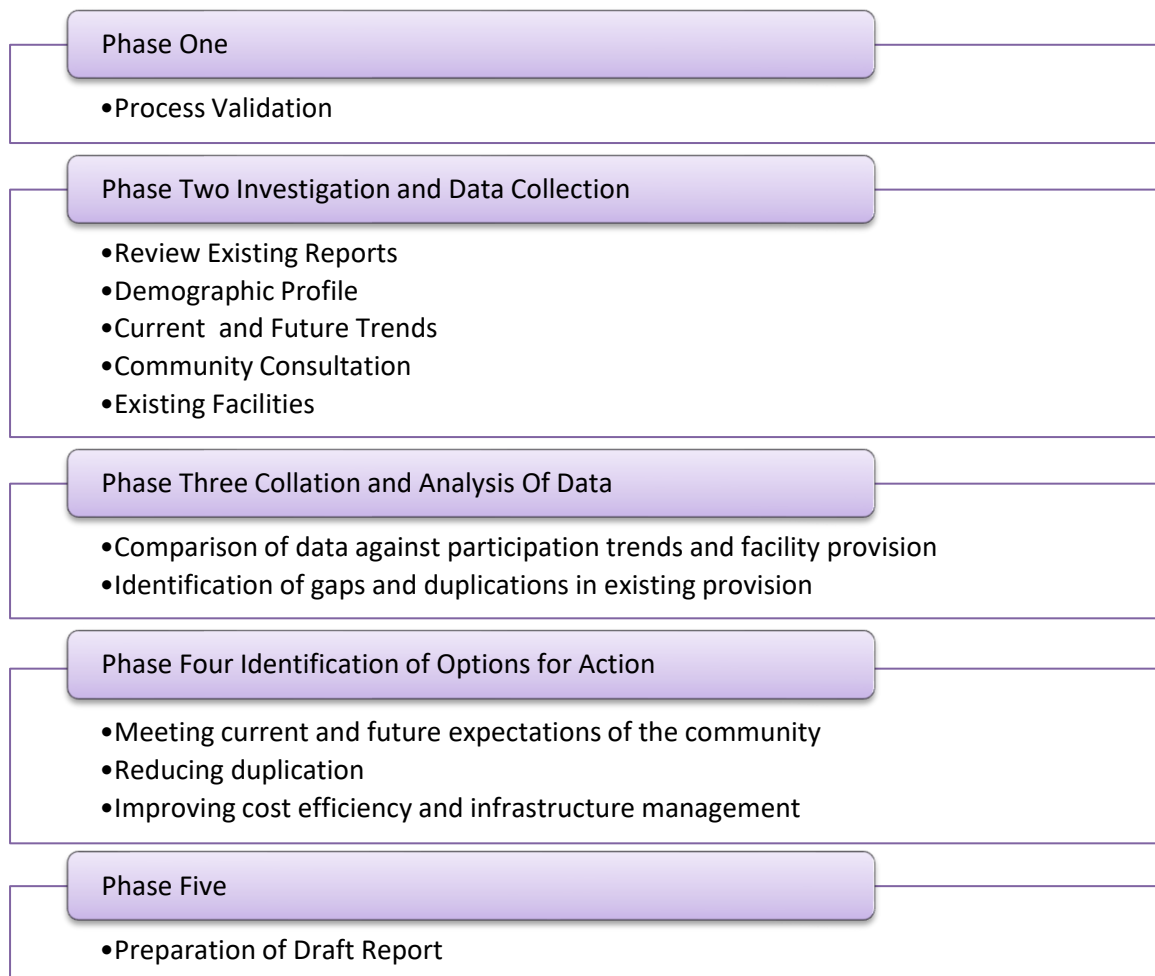 Phase One
•Process Validation
Phase Two Investigation and Data Collection
•Review Existing Reports
•Demographic Profile
•Current  and Future Trends
•Community Consultation
•Existing Facilities
Phase Three Collation and Analysis Of Data
•Comparison of data against participation trends and facility provision
•Identification of gaps and duplications in existing provision
Phase Four Identification of Options for Action
•Meeting current and future expectations of the community
•Reducing duplication
•Improving cost efficiency and infrastructure management
Phase Five
•Preparation of Draft Report